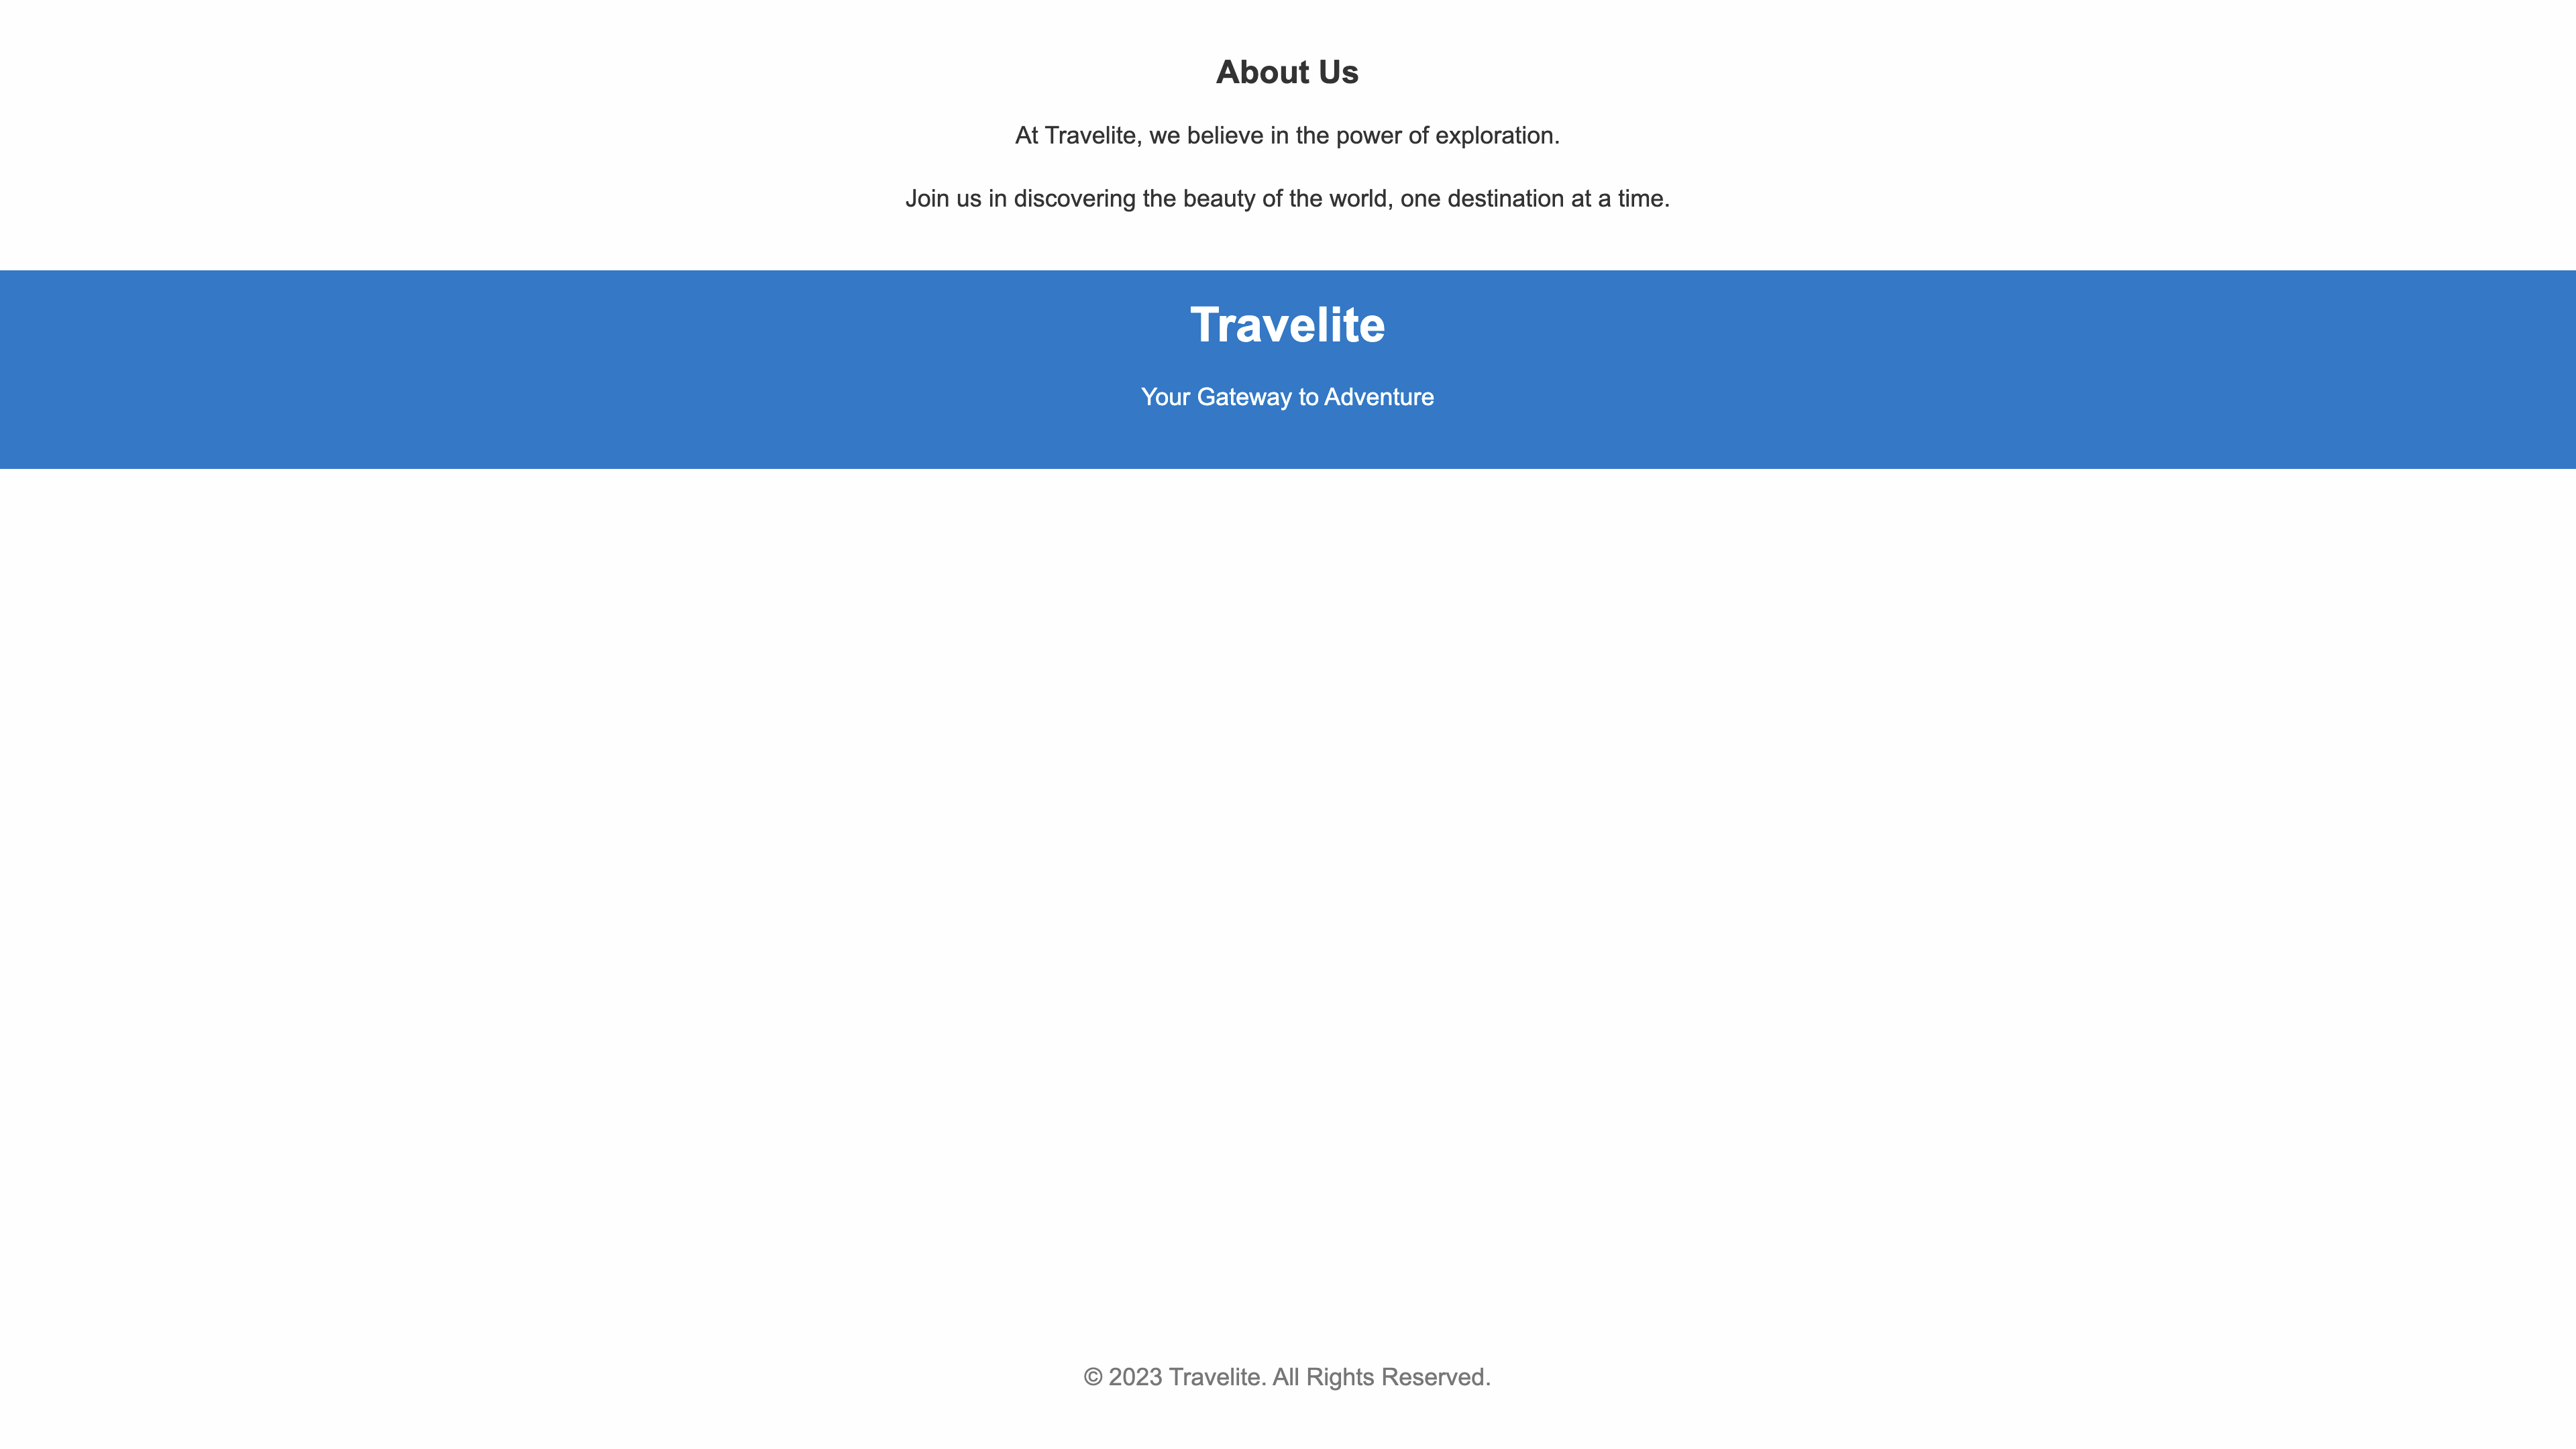 About Us
At Travelite, we believe in the power of exploration.
Join us in discovering the beauty of the world, one destination at a time.
Travelite
Your Gateway to Adventure
© 2023 Travelite. All Rights Reserved.